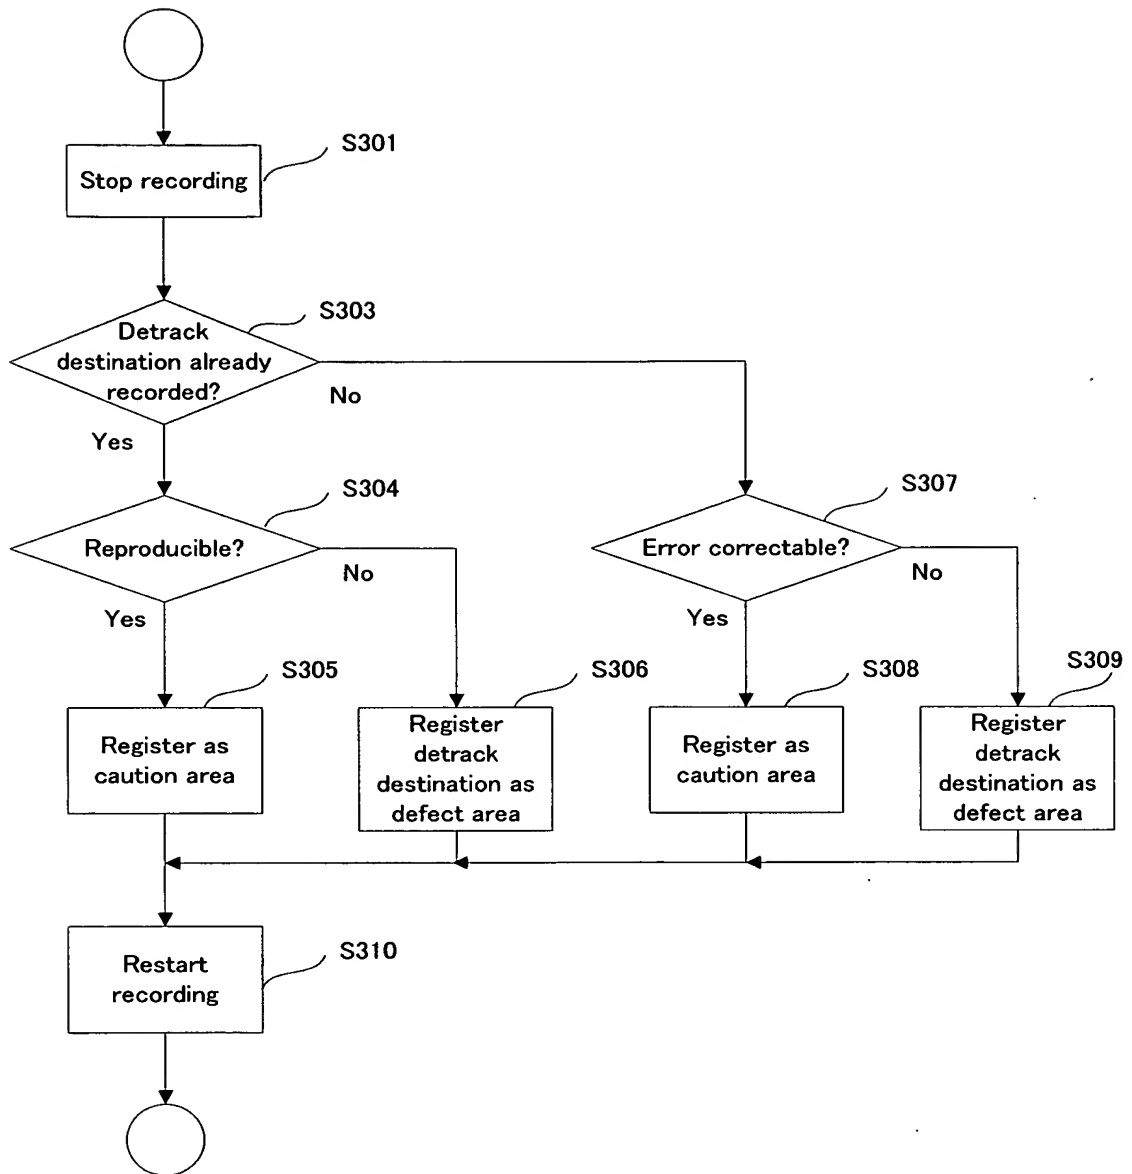 S301
Stop recording
S303
Detrack
destination already
recorded?
No
Yes
S304
Reproducible?
No
Yes
S307
Error correctable?
No
Yes
S305
Register as
caution area
S306
Register
detrack
destination as
defect area
S308
Register as
caution area
S309
Register
detrack
destination as
defect area
S310
Restart
recording